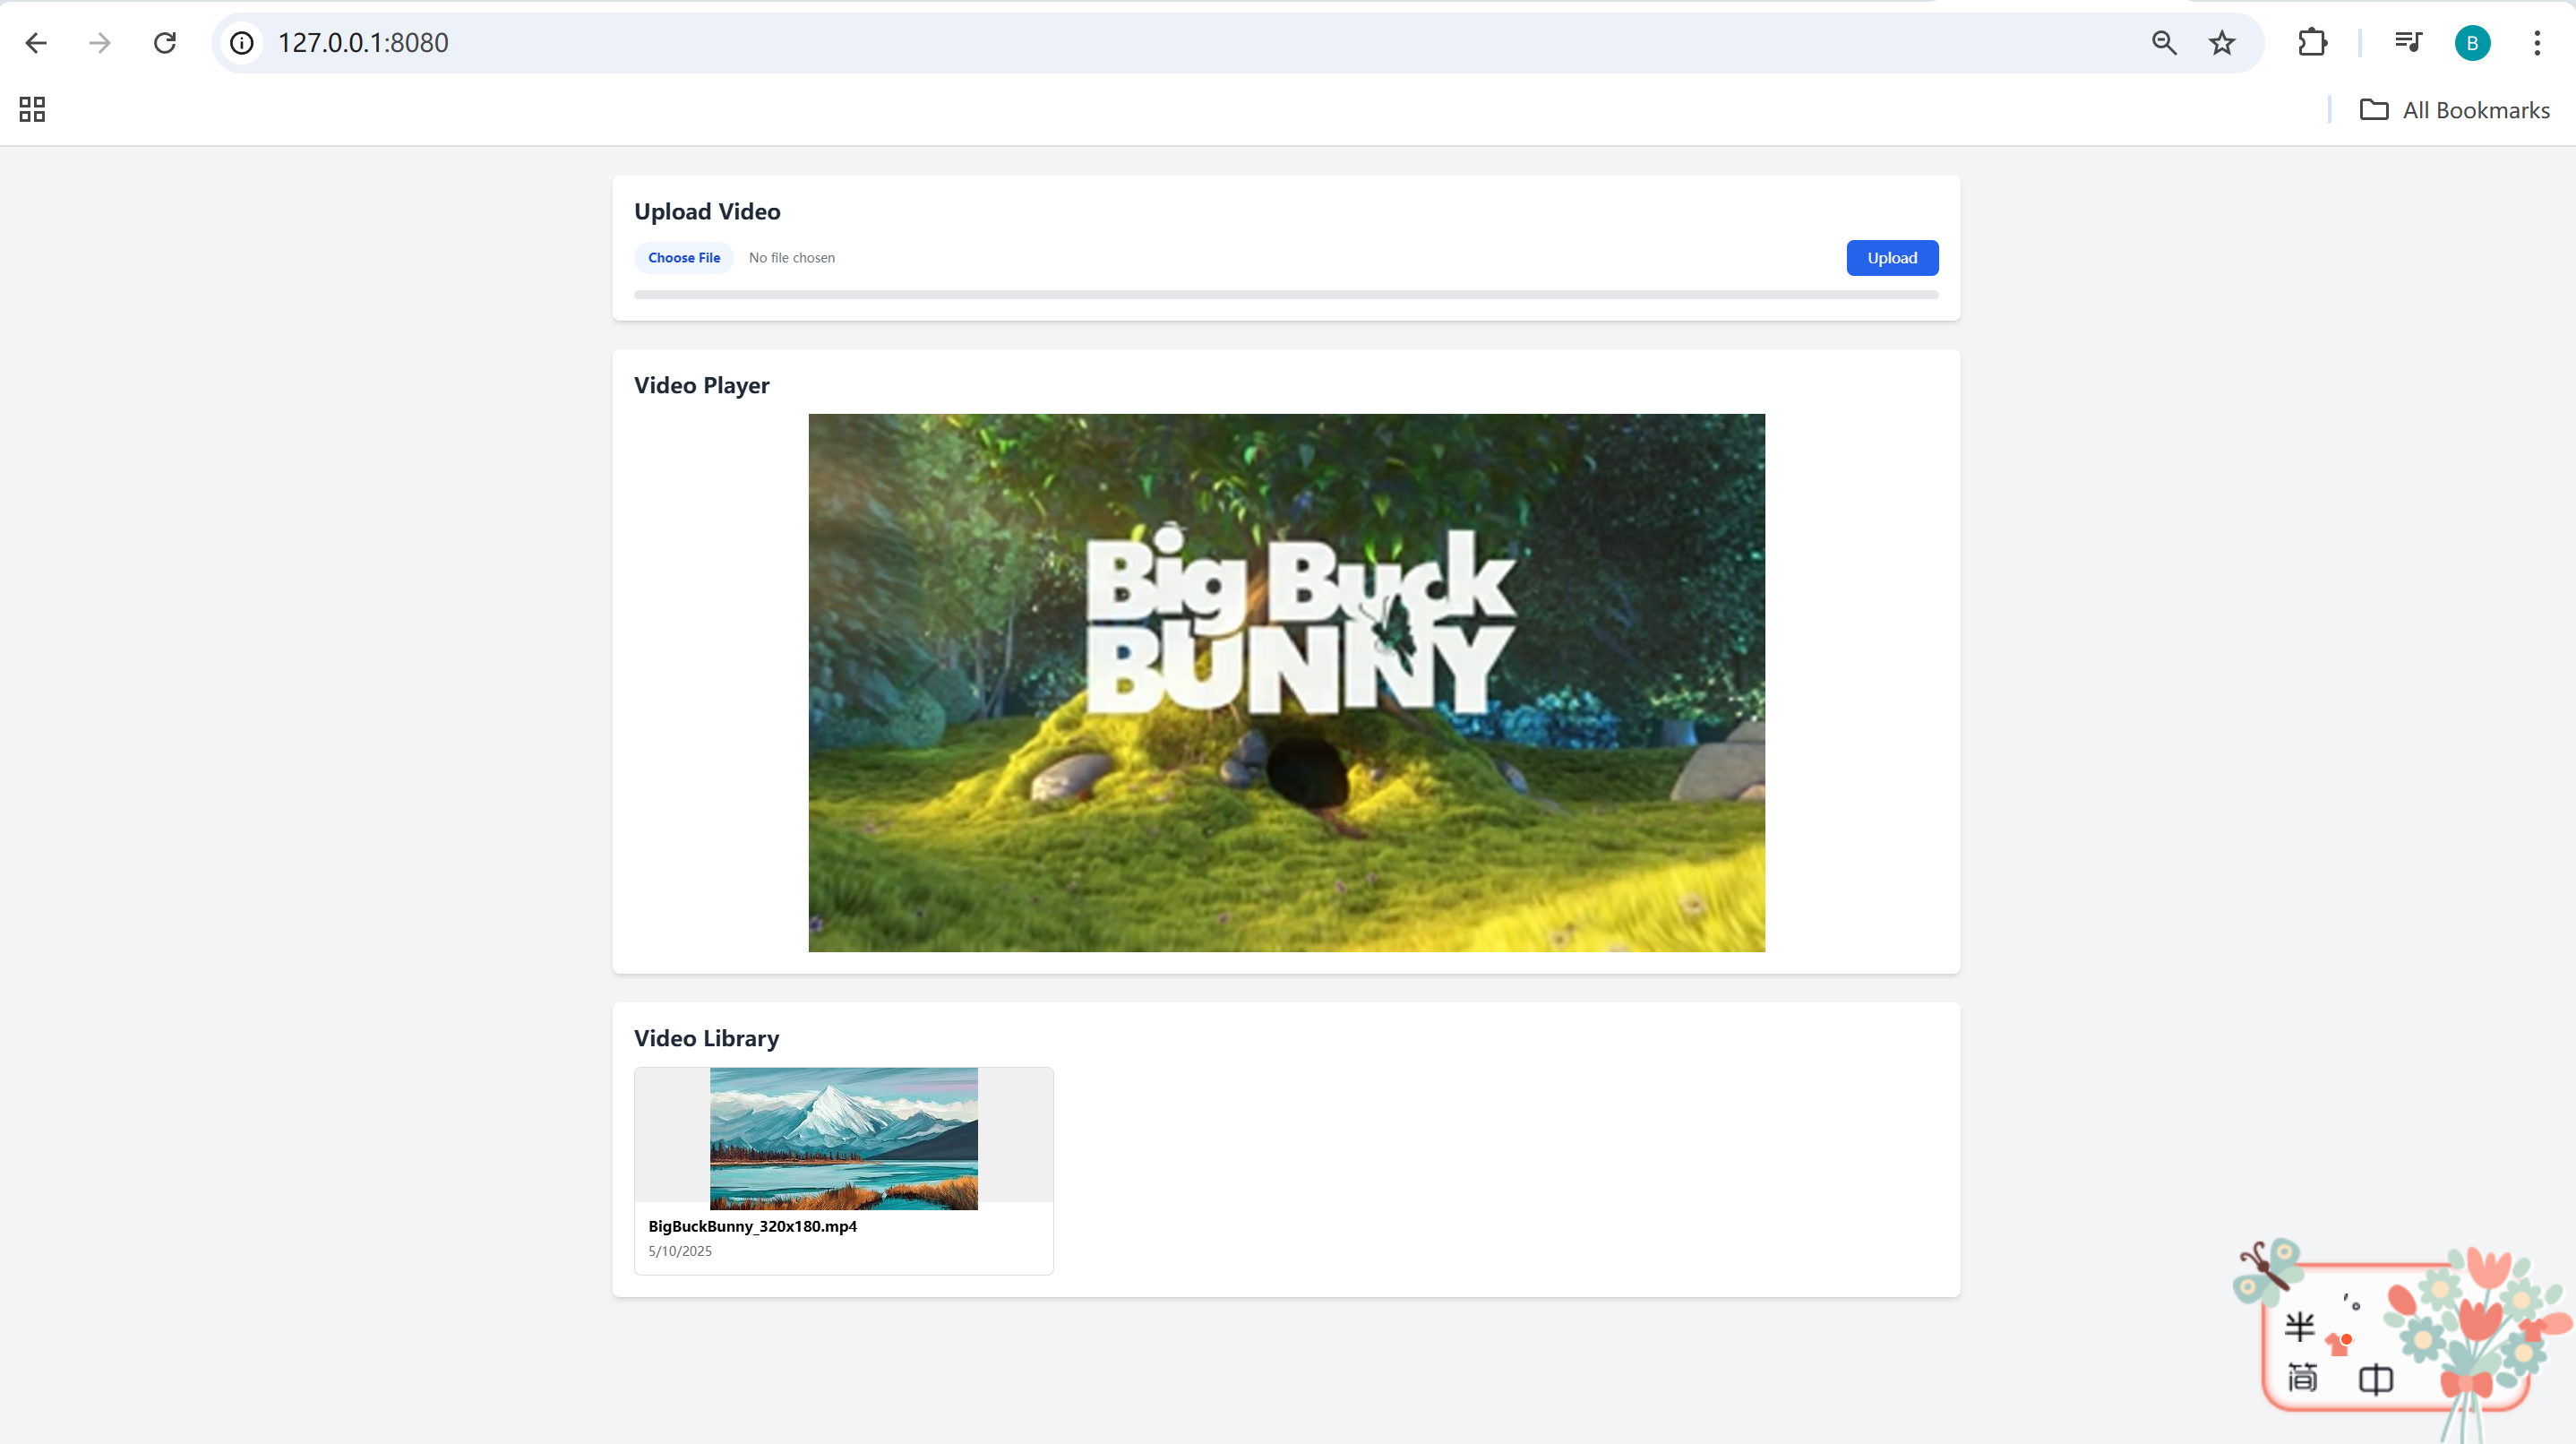 127.0.0.1:8080
B
All Bookmarks
Upload Video
Choose File No file chosen
Upload
Video Player
Big Buck
BUNNY
Video Library
BigBuckBunny_320x180.mp4
5/10/2025
半 ’。
简 中